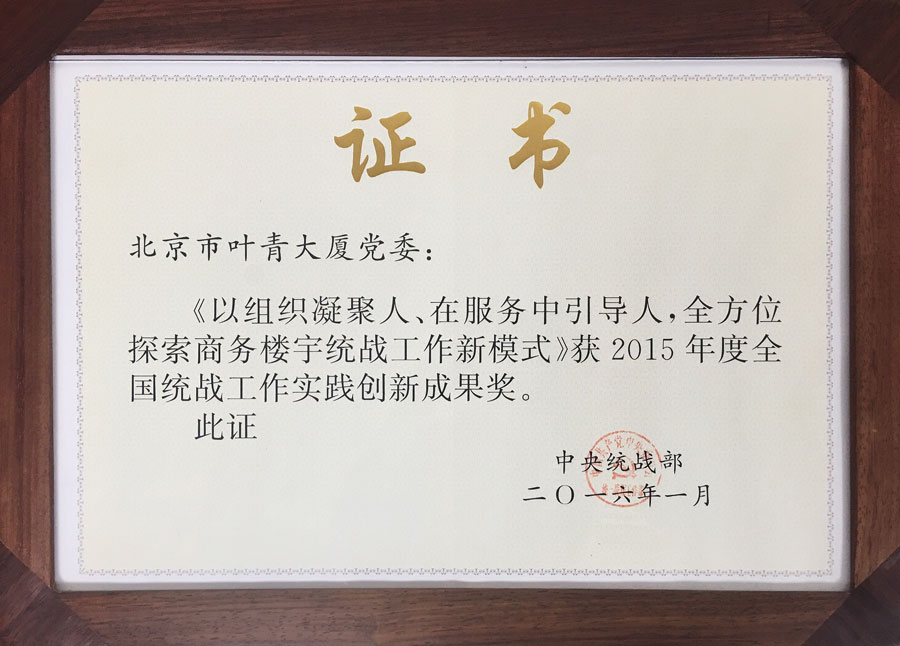 证 书
北京市叶青大厦党委：
《以组织凝聚人、在服务中引导人，全方位
探索商务楼宇统战工作新模式》获 2015 年度全
国统战工作实践创新成果奖。
此证
中央统战部
二〇一六年一月